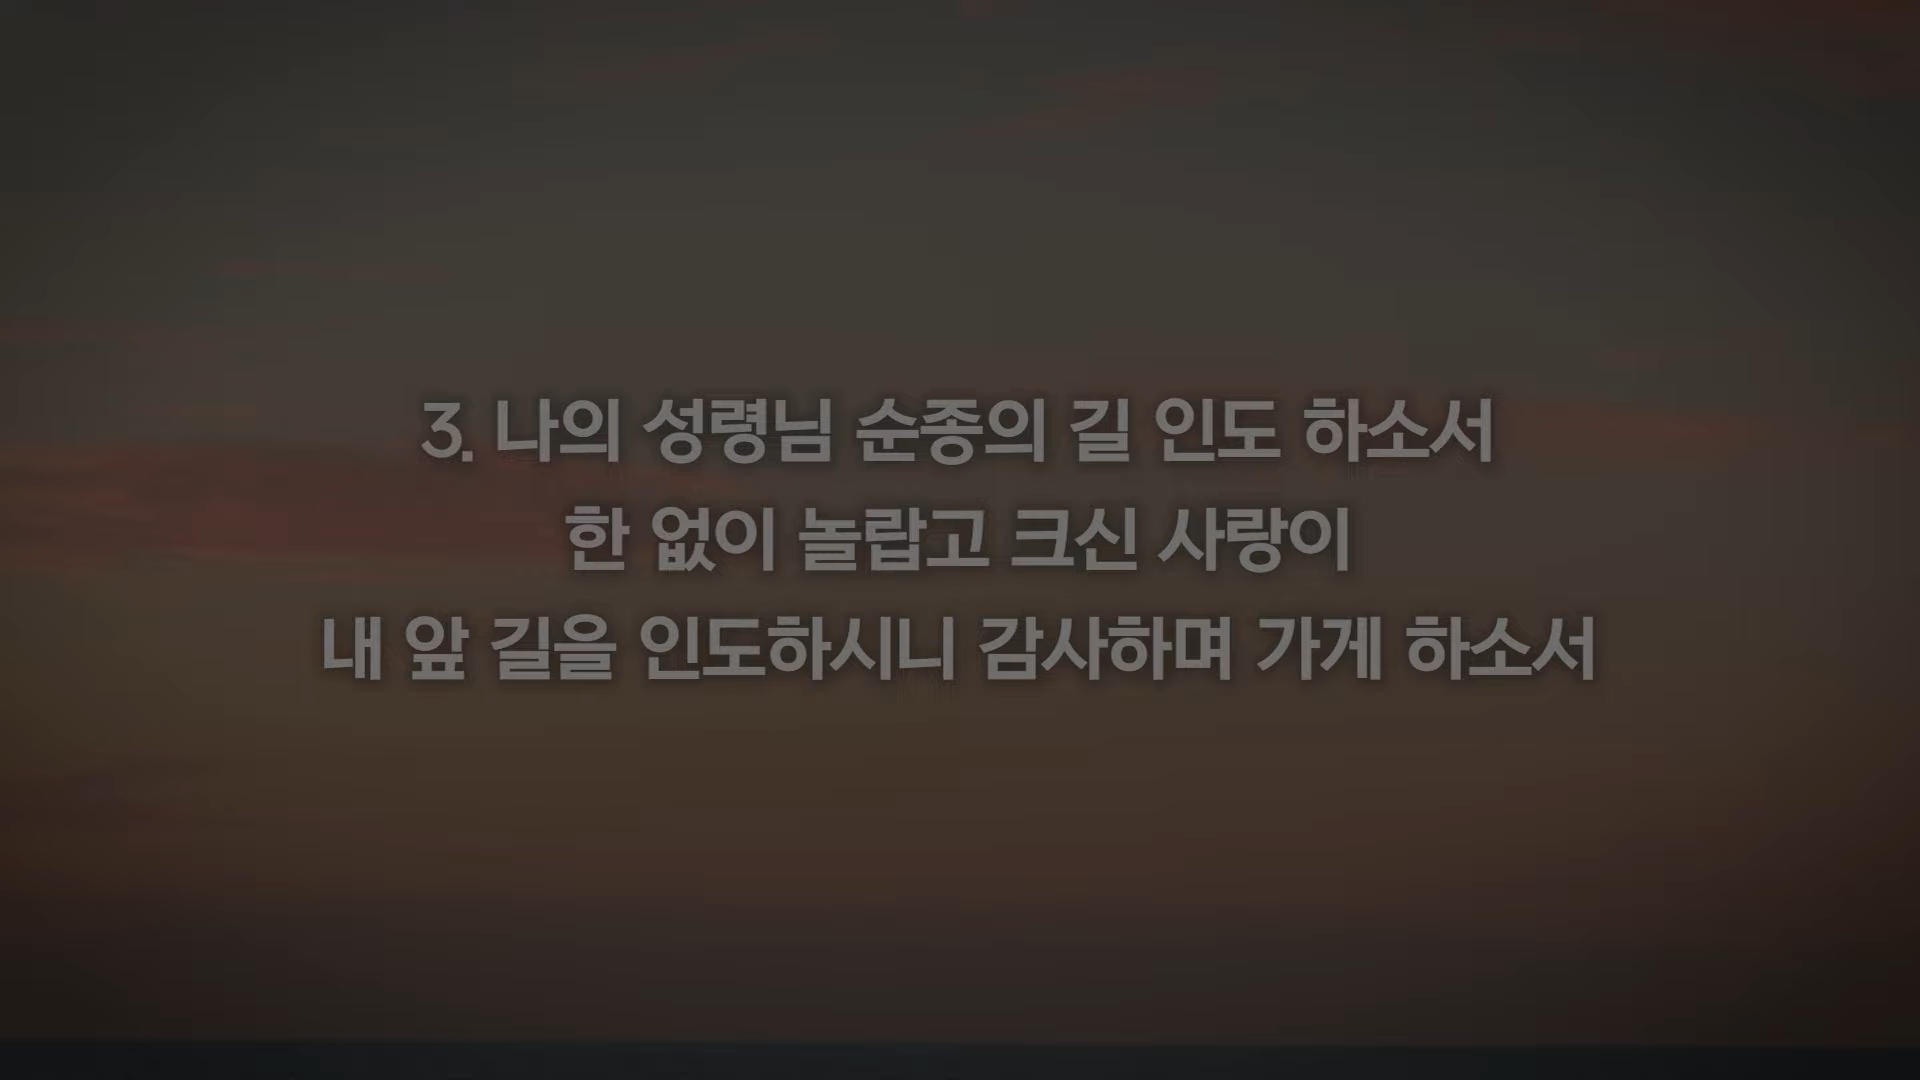 3. 나의 성령님 순종의 길 인도 하소서
한 없이 놀랍고 크신 사랑이
내 앞 길을 인도하시니 감사하며 가게 하소서